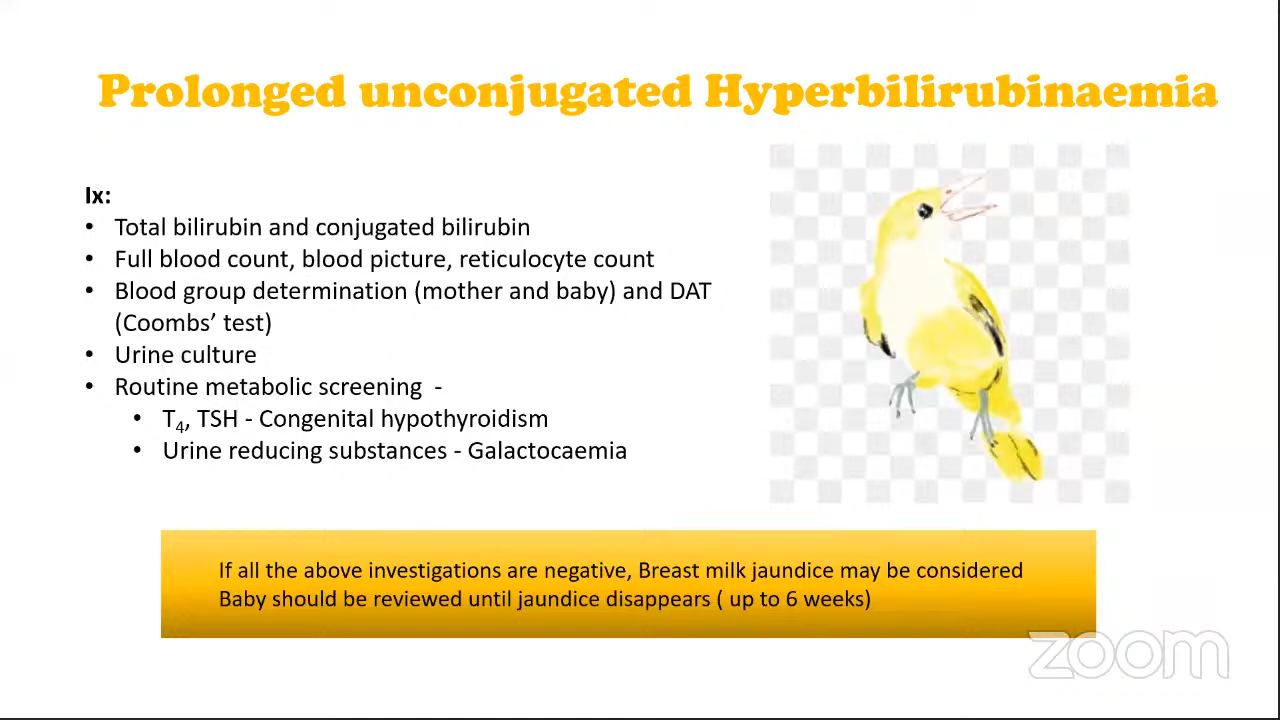 Prolonged unconjugated Hyperbilirubinaemia
Ix:
• Total bilirubin and conjugated bilirubin
• Full blood count, blood picture, reticulocyte count
• Blood group determination (mother and baby) and DAT
(Coombs’ test)
• Urine culture
• Routine metabolic screening -
• T4, TSH - Congenital hypothyroidism
• Urine reducing substances - Galactocaemia
If all the above investigations are negative, Breast milk jaundice may be considered
Baby should be reviewed until jaundice disappears ( up to 6 weeks)
zoom